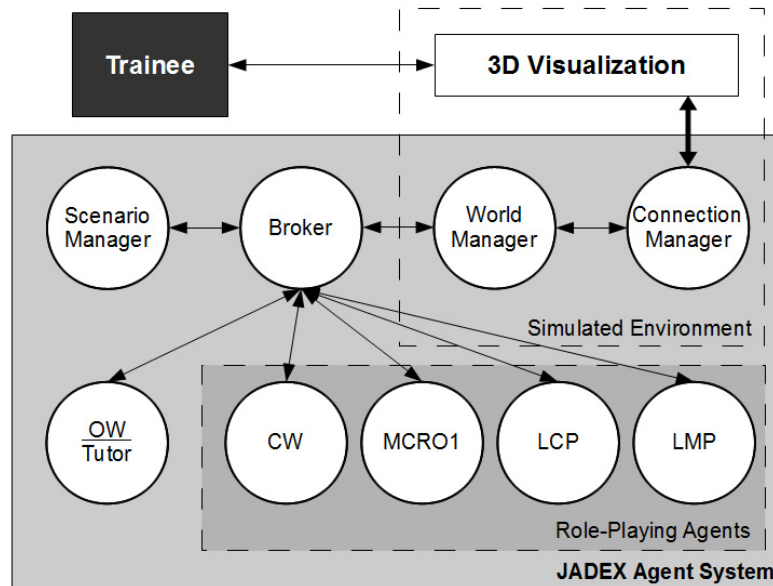 Trainee
3D Visualization
Scenario
Manager
Broker
World
Manager
Connection
Manager
Simulated Environment
OW
Tutor
CW
MCRO1
LCP
LMP
Role-Playing Agents
JADEX Agent System